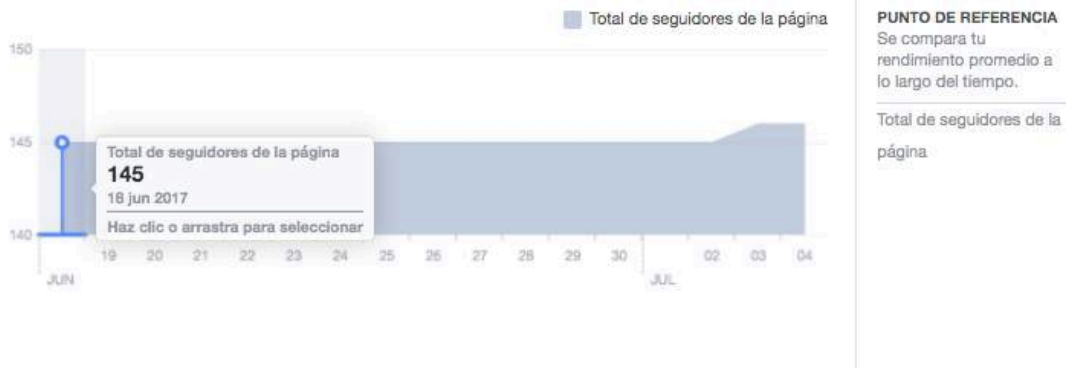 Total de seguidores de la página
150
145
140
Total de seguidores de la página
145
18 jun 2017
Haz clic o arrastra para seleccionar
19 20 21 22 23 24 25 26 27 28 29 30 02 03 04
JUN JUL
PUNTO DE REFERENCIA
Se compara tu
rendimiento promedio a
lo largo del tiempo.
Total de seguidores de la
página